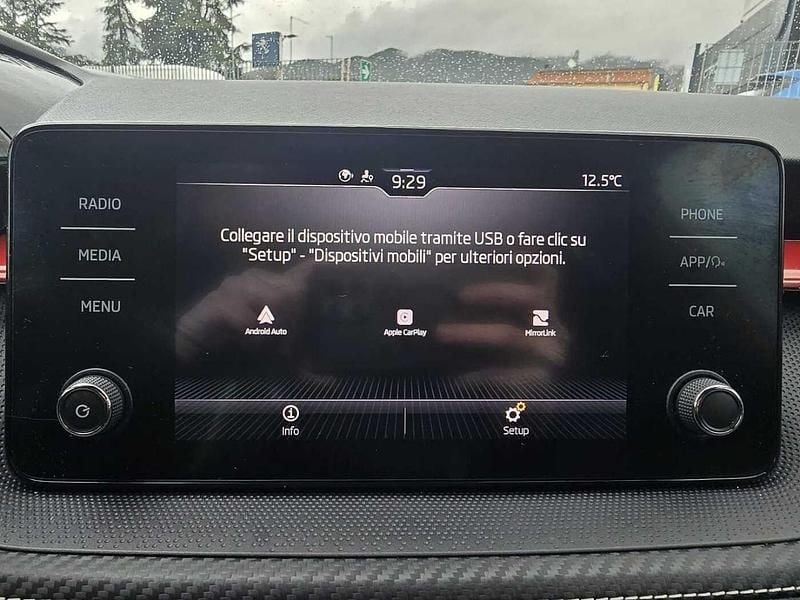 9:29
12.5°C
RADIO
MEDIA
MENU
Collegare il dispositivo mobile tramite USB o fare clic su
"Setup" - "Dispositivi mobili" per ulteriori opzioni.
Android Auto
Apple CarPlay
MirrorLink
Info
Setup
PHONE
APP/
CAR